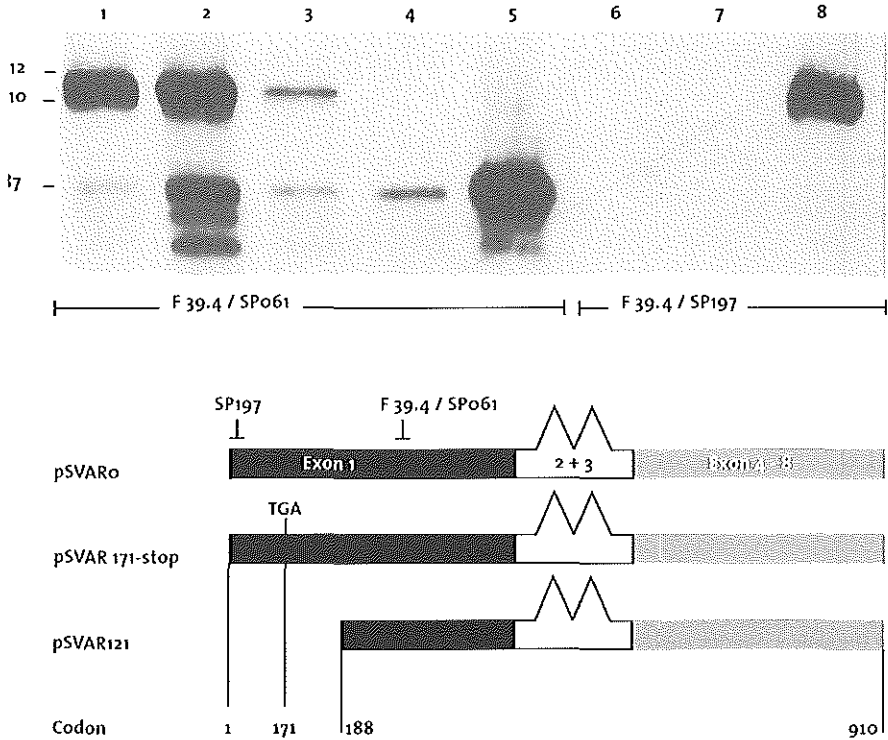 1 2 3 4 5 6 7 8
12
10
F 39.4 / SP061 F 39.4 / SP197
SP197 F 39.4 / SP061
pSVAR0 Exon 1 2 + 3 Exon 4 - 8
TGA
pSVAR 171-stop
pSVAR121
Codon 1 171 188 910